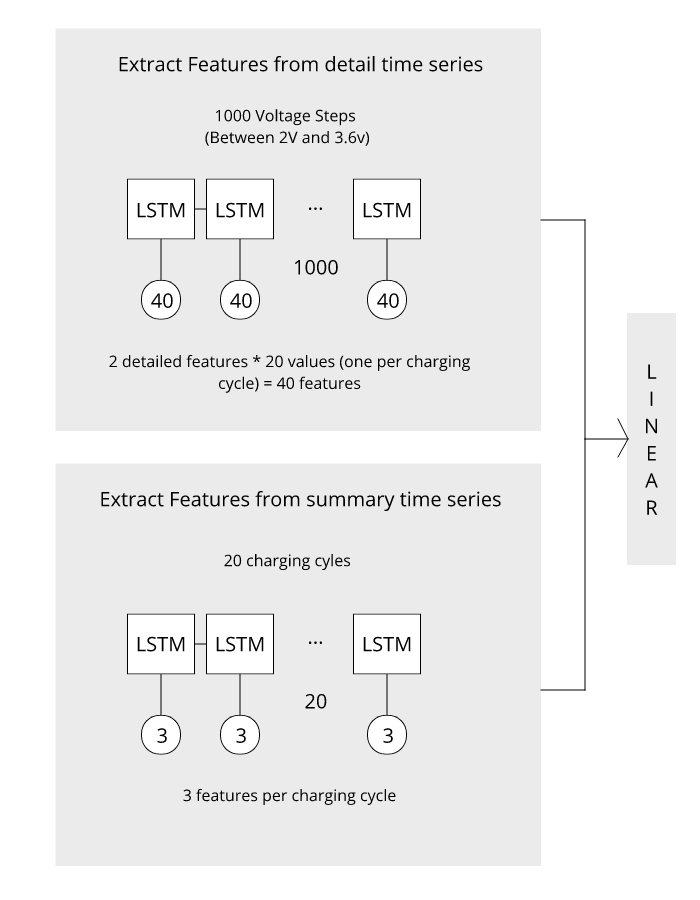 Extract Features from detail time series
1000 Voltage Steps
(Between 2V and 3.6v)
LSTM LSTM ... LSTM
1000
40 40 40
2 detailed features * 20 values (one per charging
cycle) = 40 features
Extract Features from summary time series
20 charging cyles
LSTM LSTM ... LSTM
20
3 3 3
3 features per charging cycle
L
I
N
E
A
R